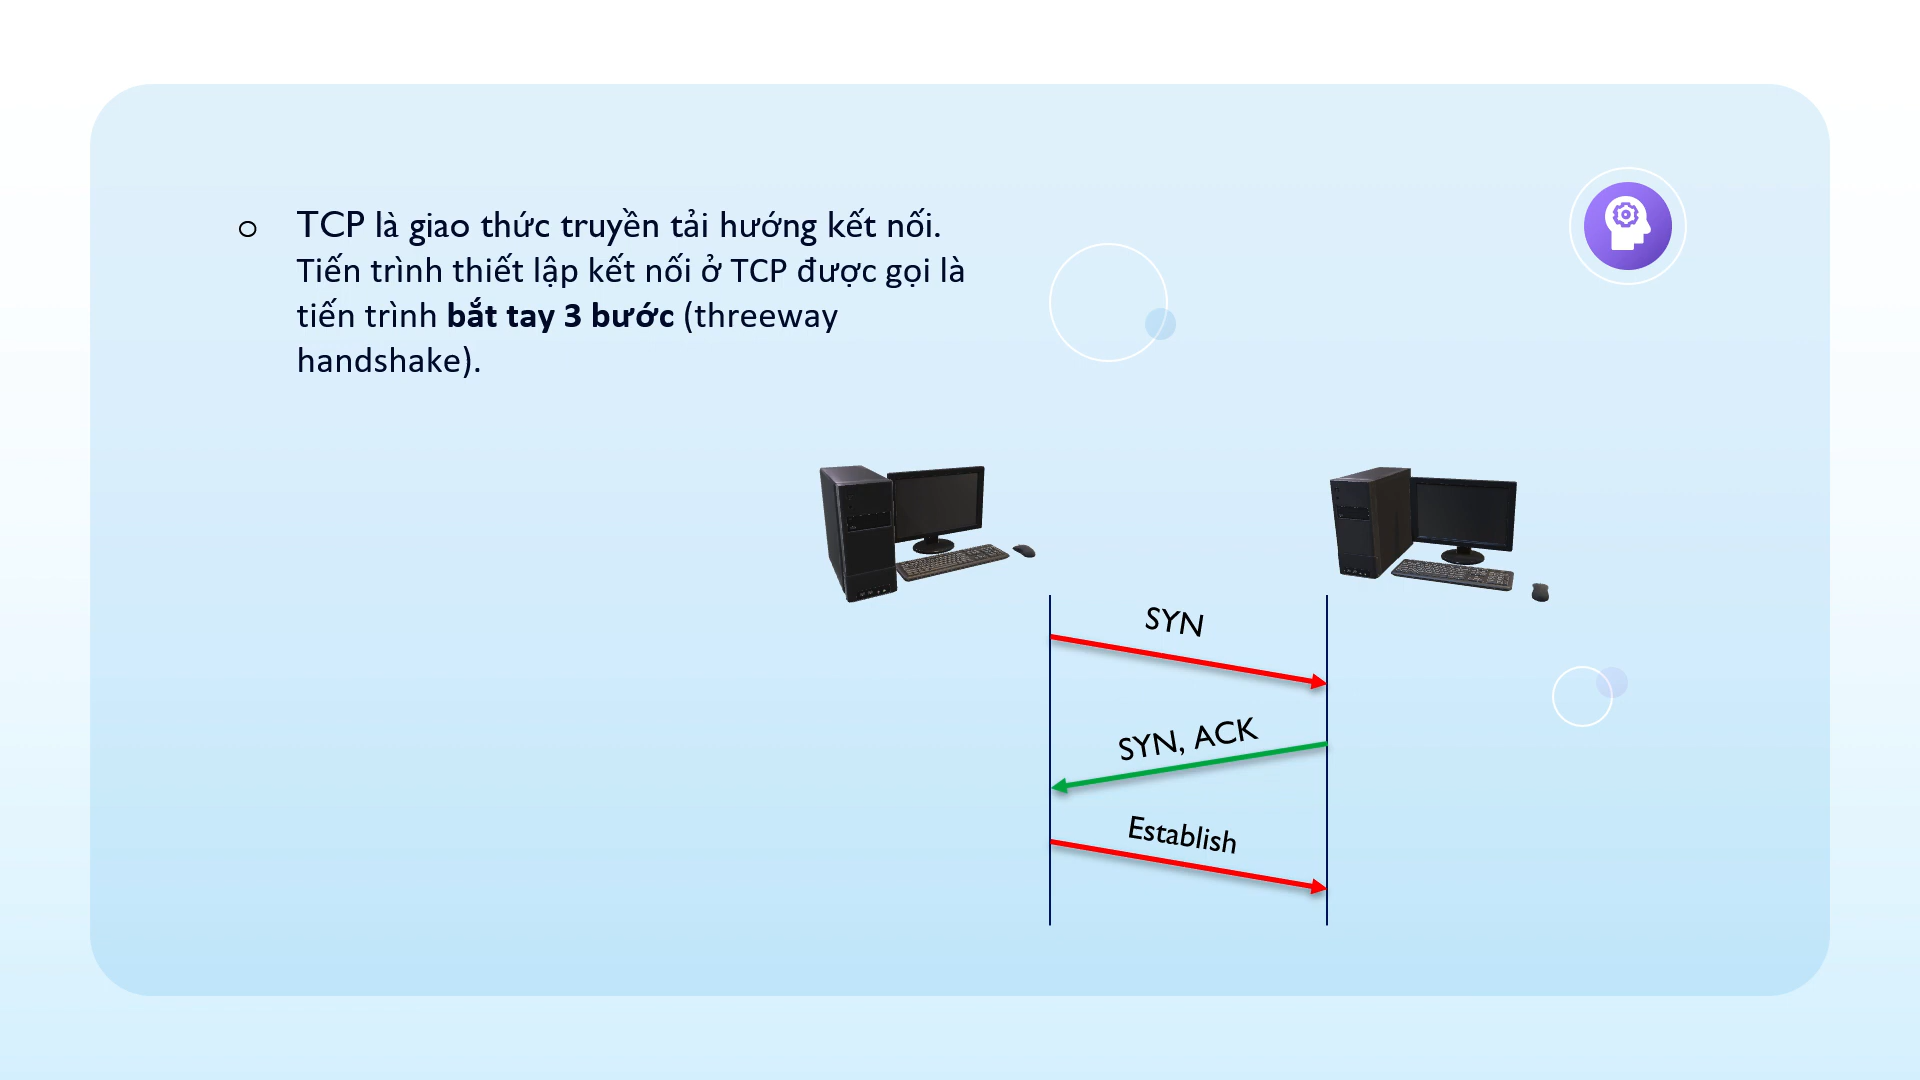 o TCP là giao thức truyền tải hướng kết nối.
Tiến trình thiết lập kết nối ở TCP được gọi là
tiến trình bắt tay 3 bước (threeway
handshake).
SYN
SYN, ACK
Establish